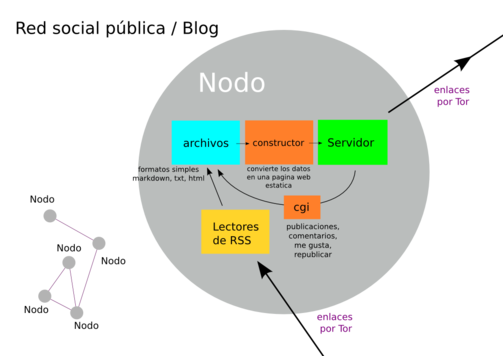 Red social pública / Blog
Nodo
enlaces
por Tor
archivos
constructor
Servidor
formatos simples
markdown, txt, html
convierte los datos
en una pagina web
estatica
cgi
publicaciones,
comentarios,
me gusta,
republicar
Lectores
de RSS
enlaces
por Tor
Nodo
Nodo
Nodo
Nodo
Nodo